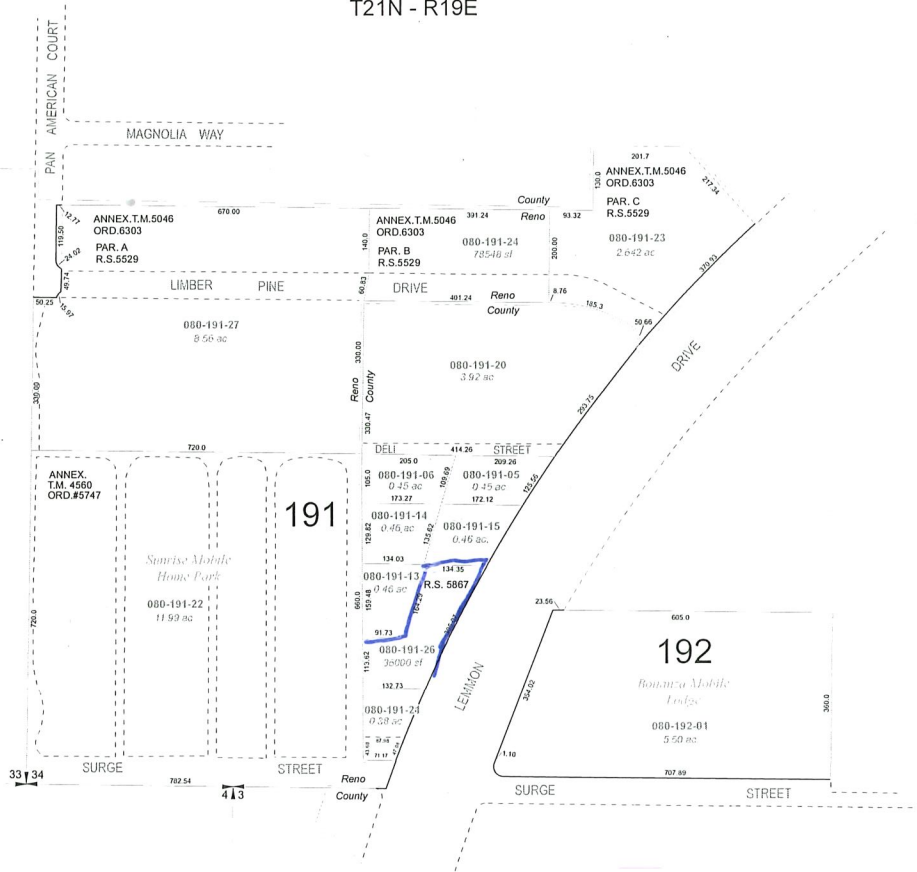 T21N - R19E
PAN AMERICAN COURT
MAGNOLIA WAY
201.7
130.0
217.34
ANNEX.T.M.5046
ORD.6303
PAR. C
R.S.5529
080-191-23
2.642 ac
County
Reno
12.77
670.00
391.24
93.32
ANNEX.T.M.5046
ORD.6303
PAR. A
R.S.5529
119.50
24.02
49.74
ANNEX.T.M.5046
ORD.6303
PAR. B
R.S.5529
140.0
080-191-24
78548 sf
200.00
370.93
LIMBER PINE DRIVE
60.83
50.25
15.97
401.24
Reno
County
8.76
185.3
50.66
080-191-27
8.56 ac
330.00
330.00
Reno
County
330.47
080-191-20
3.92 ac
293.75
DRIVE
720.0
DELI STREET
414.26
205.0
209.26
ANNEX.
T.M. 4560
ORD.#5747
105.0
080-191-06
0.45 ac
109.69
080-191-05
0.45 ac
125.56
173.27
172.12
191
129.82
080-191-14
0.46 ac
135.62
080-191-15
0.46 ac.
134.03
134.35
Sunrise Mobile
Home Park
080-191-22
11.99 ac
080-191-13
0.46 ac
R.S. 5867
159.48
164.29
660.0
720.0
91.73
080-191-26
36000 sf
113.62
132.73
080-191-21
0.38 ac
71.17
LEMMON
23.56
605.0
192
Bonanza Mobile
Lodge
354.02
360.0
080-192-01
5.50 ac
1.10
707.89
SURGE STREET
782.54
Reno
County
33 34
4 3
SURGE STREET